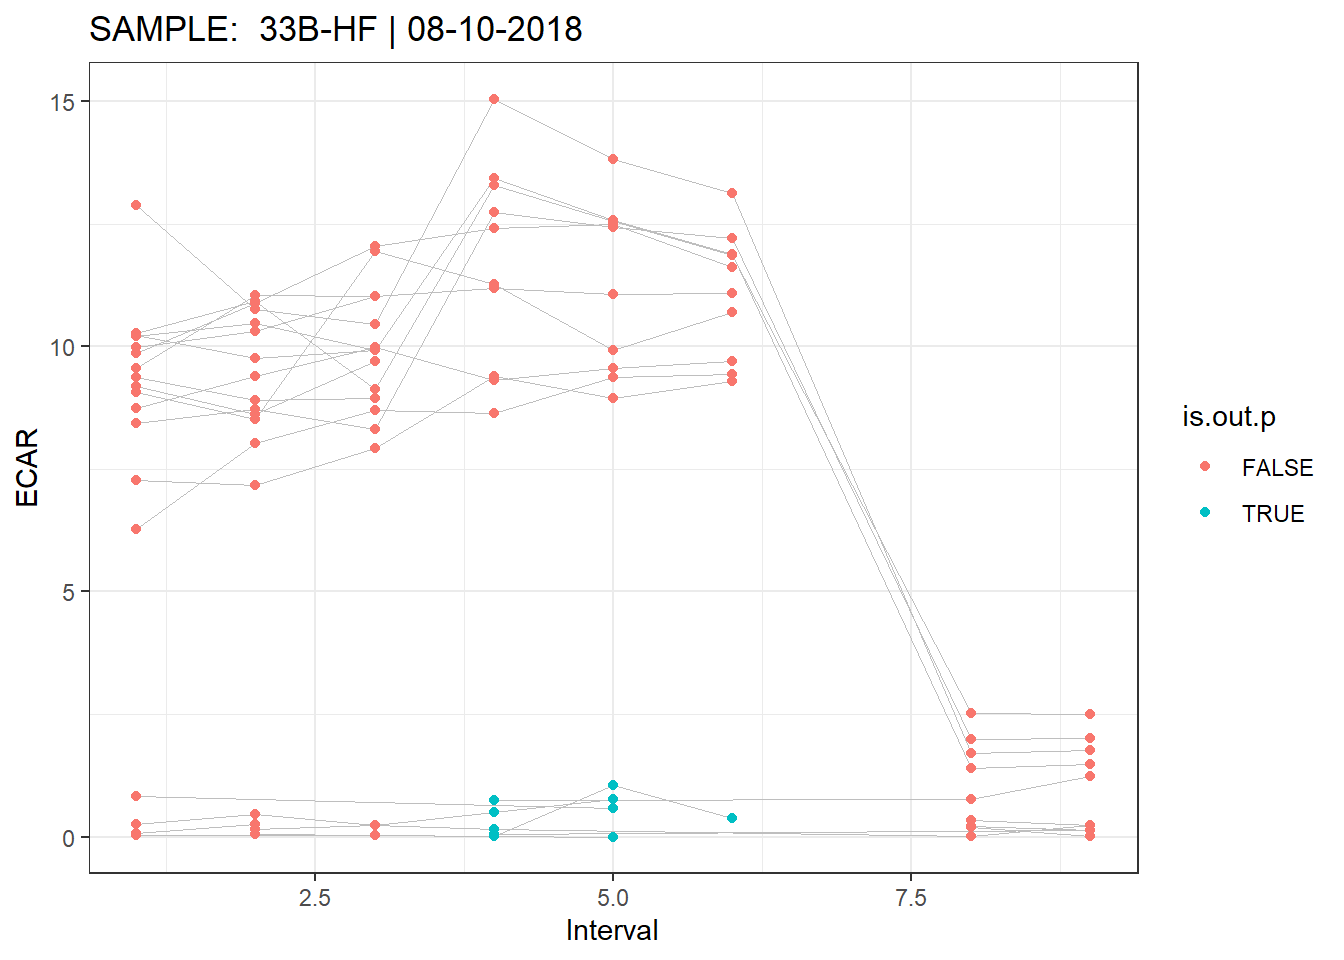 SAMPLE:  33B-HF | 08-10-2018
15
10
5
0
ECAR
2.5
5.0
7.5
Interval
is.out.p
FALSE
TRUE